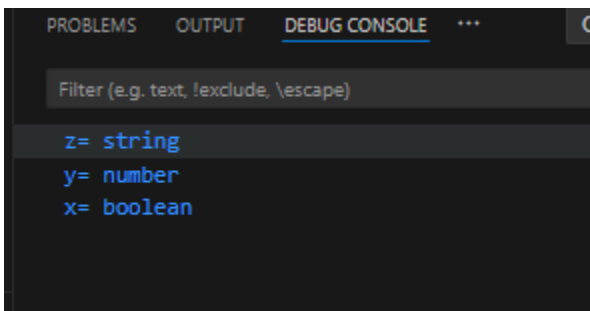 PROBLEMS OUTPUT DEBUG CONSOLE ···
Filter (e.g. text, !exclude, \escape)
z= string
y= number
x= boolean